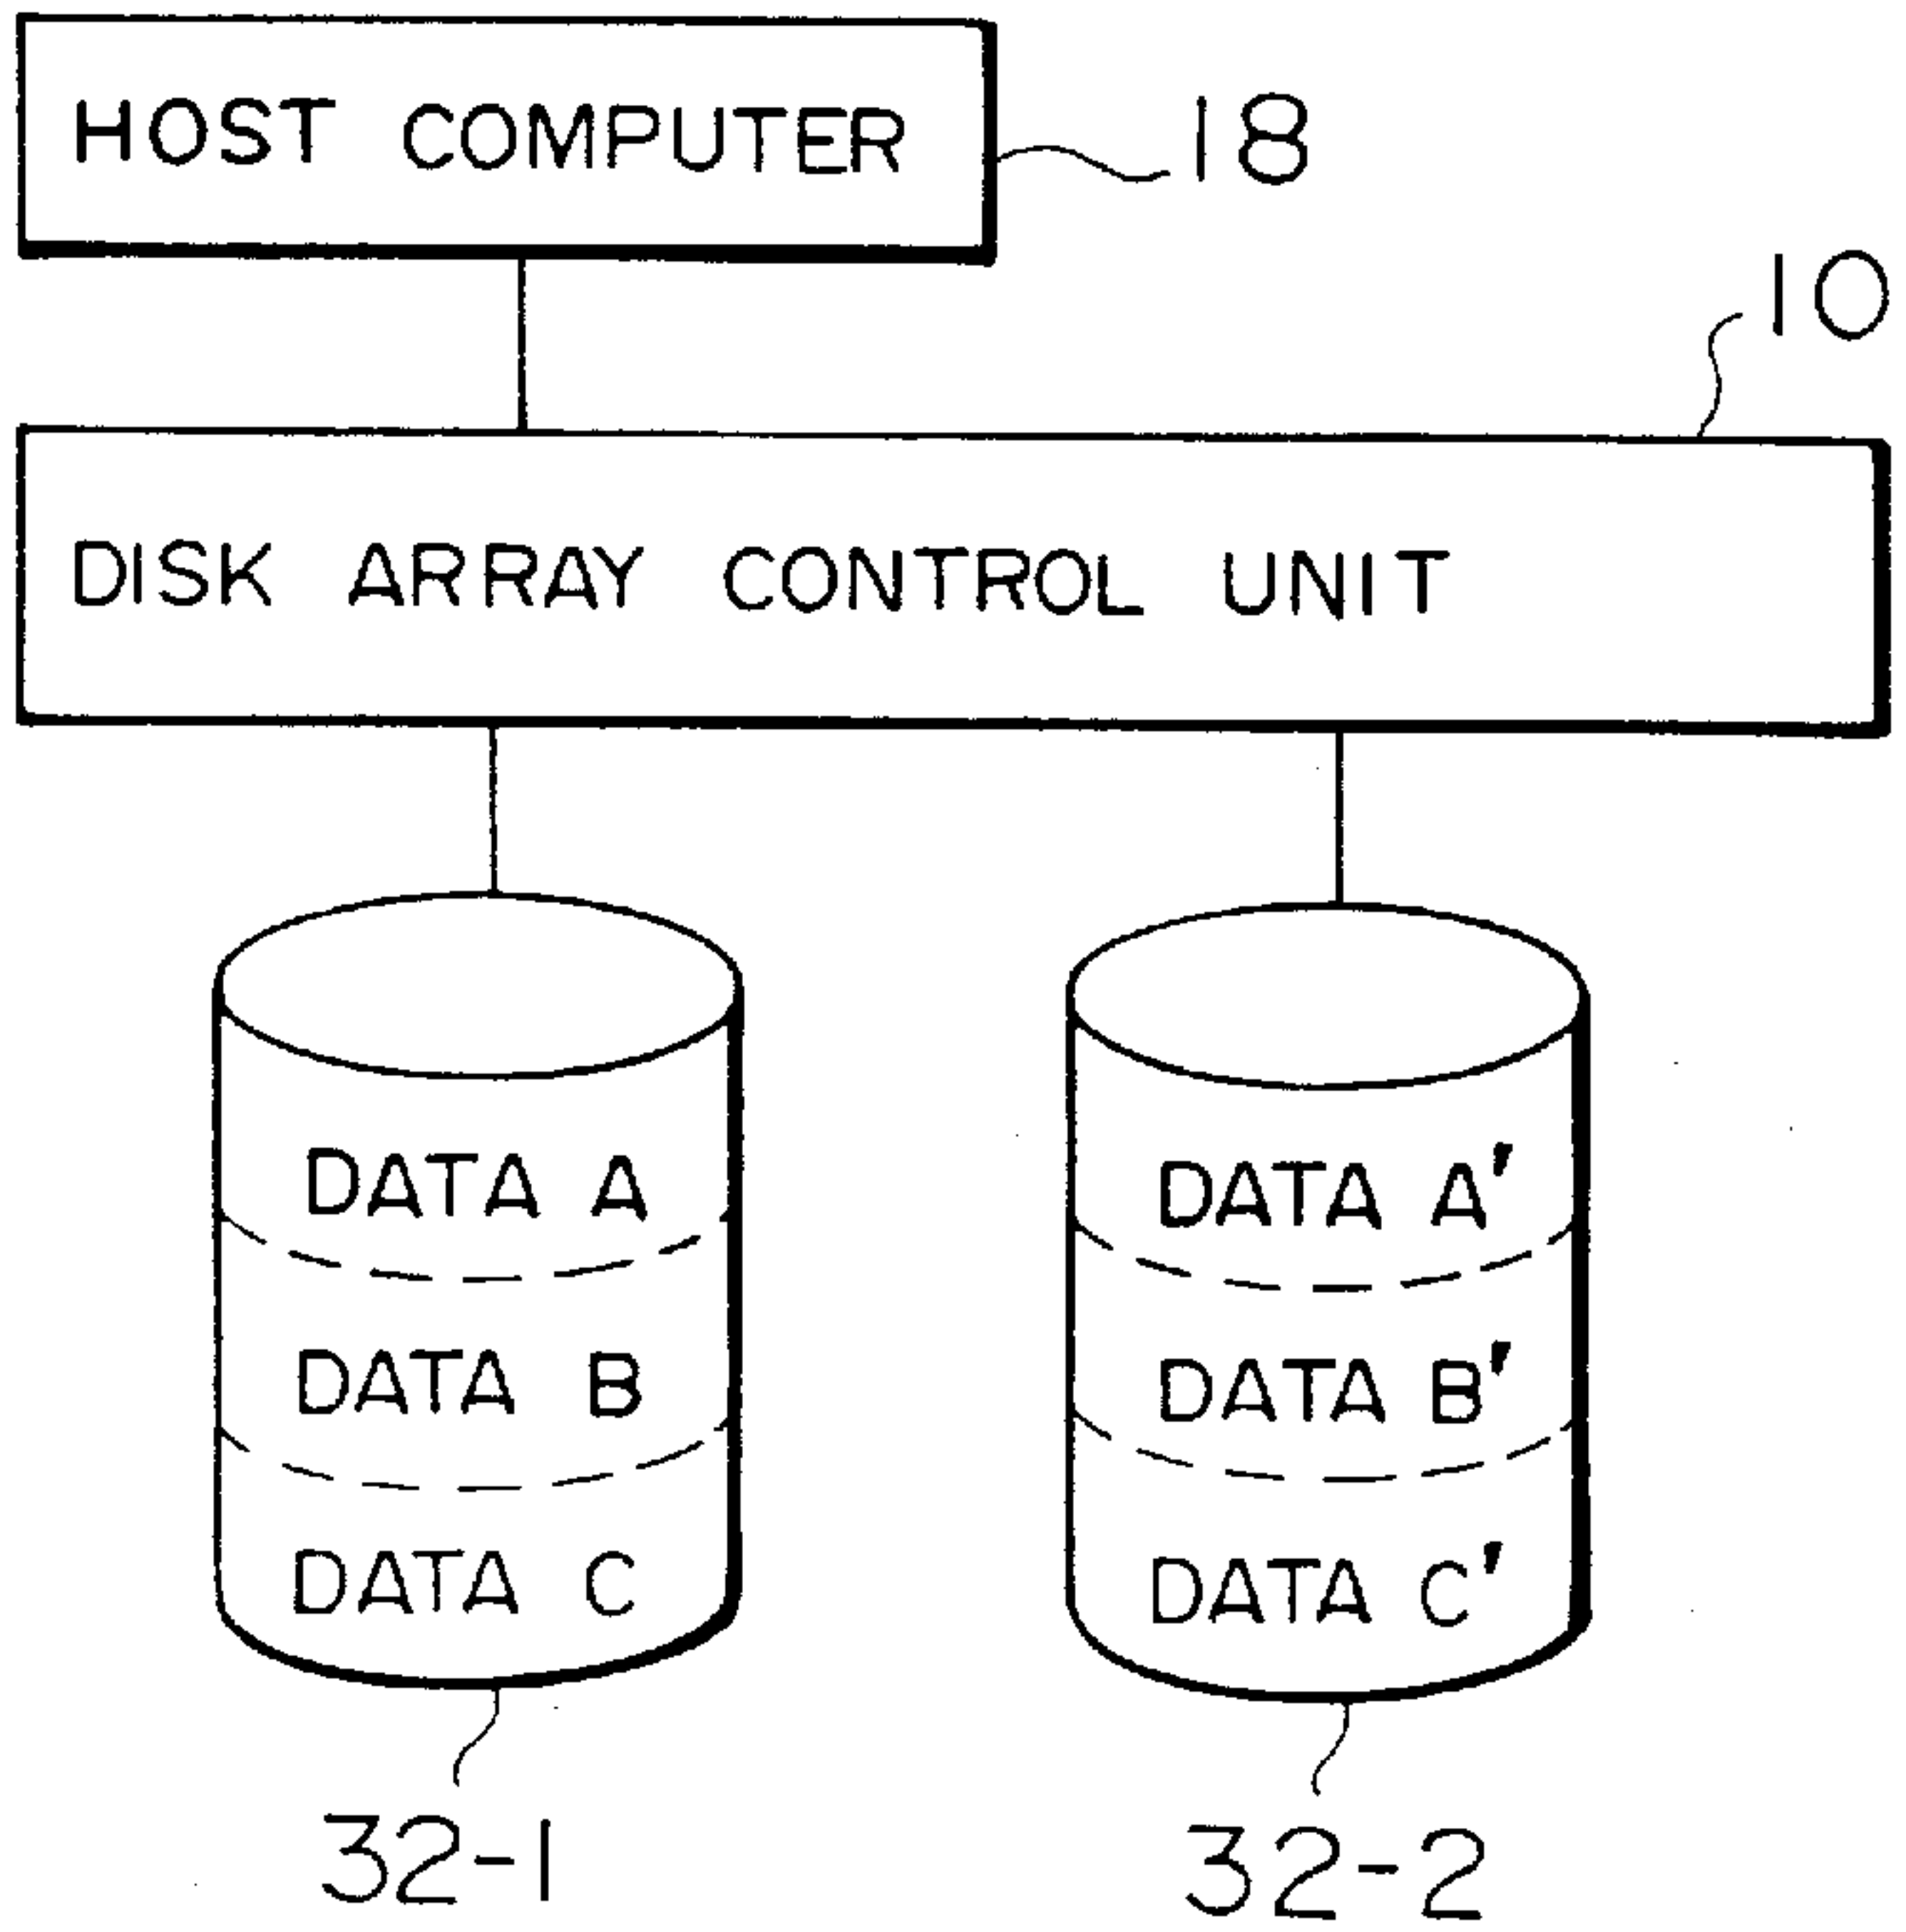 HOST COMPUTER
18
10
DISK ARRAY CONTROL UNIT
DATA A
DATA A'
DATA B
DATA B'
DATA C
DATA C'
32-1
32-2